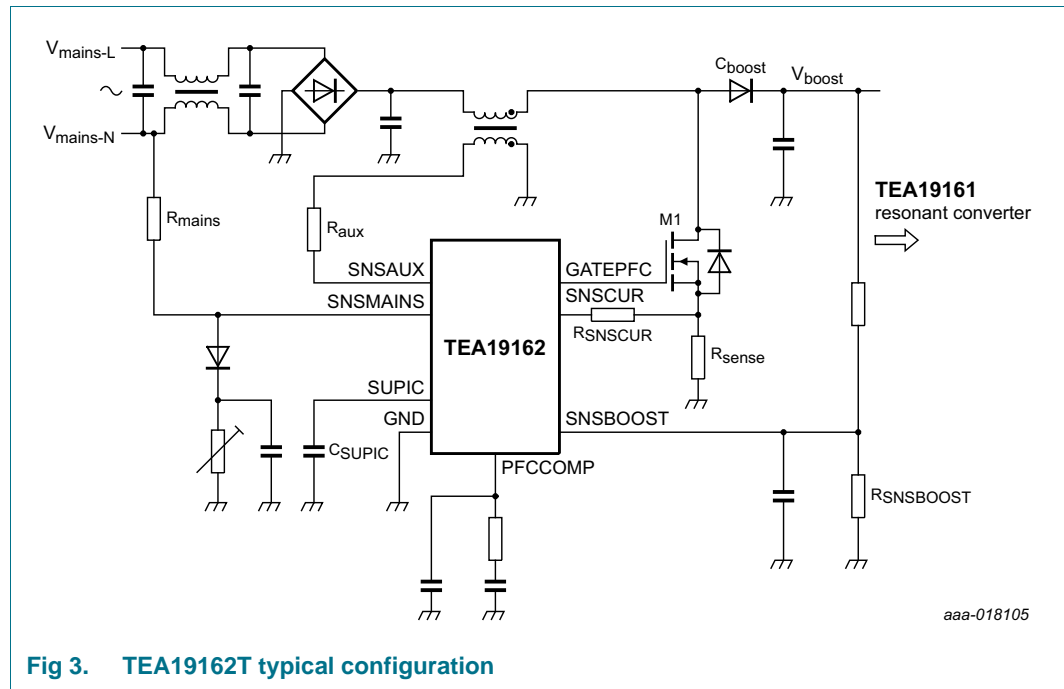 Vmains-L
Cboost
Vboost
Vmains-N
TEA19161
resonant converter
Rmains
Raux
M1
SNSAUX
GATEPFC
SNSMAINS
SNSCUR
RSNSCUR
TEA19162
Rsense
SUPIC
GND
SNSBOOST
CSUPIC
PFCCOMP
RSNSBOOST
aaa-018105
Fig 3. TEA19162T typical configuration